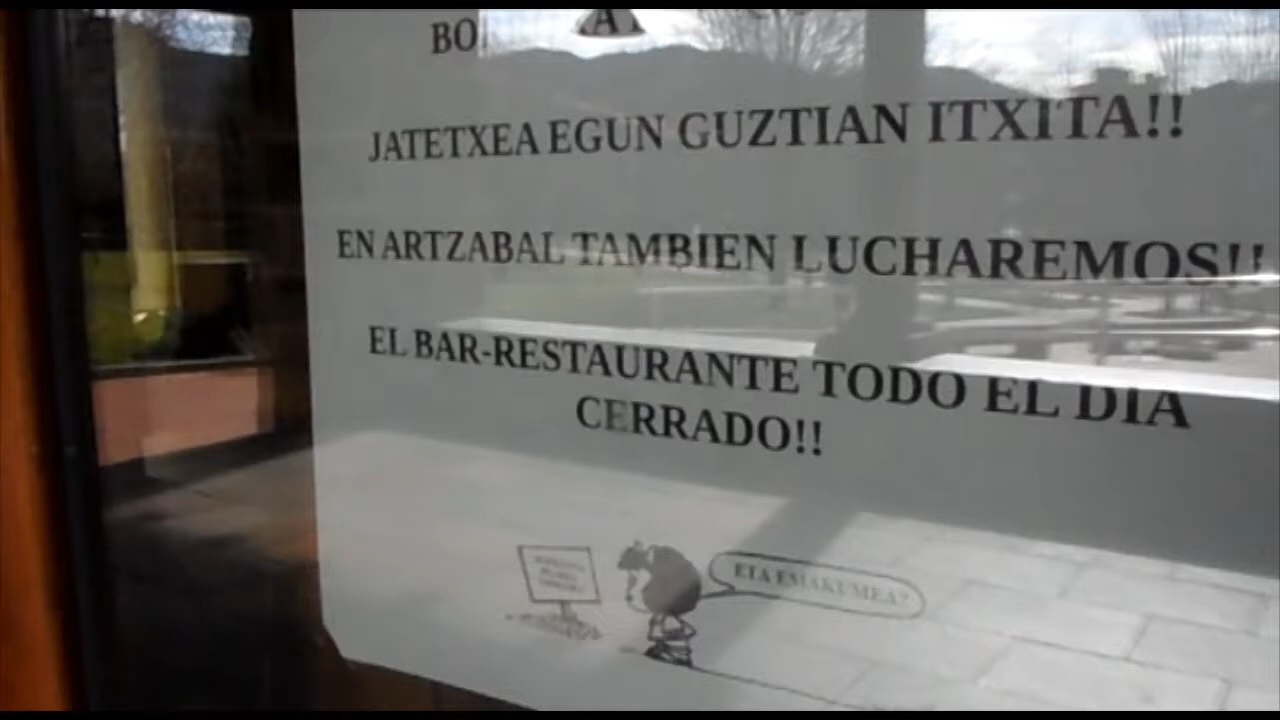 BO
JATETXEA EGUN GUZTIAN ITXITA!!
EN ARTZABAL TAMBIEN LUCHAREMOS!!
EL BAR-RESTAURANTE TODO EL DIA
CERRADO!!
ETA EMAKUMEA?